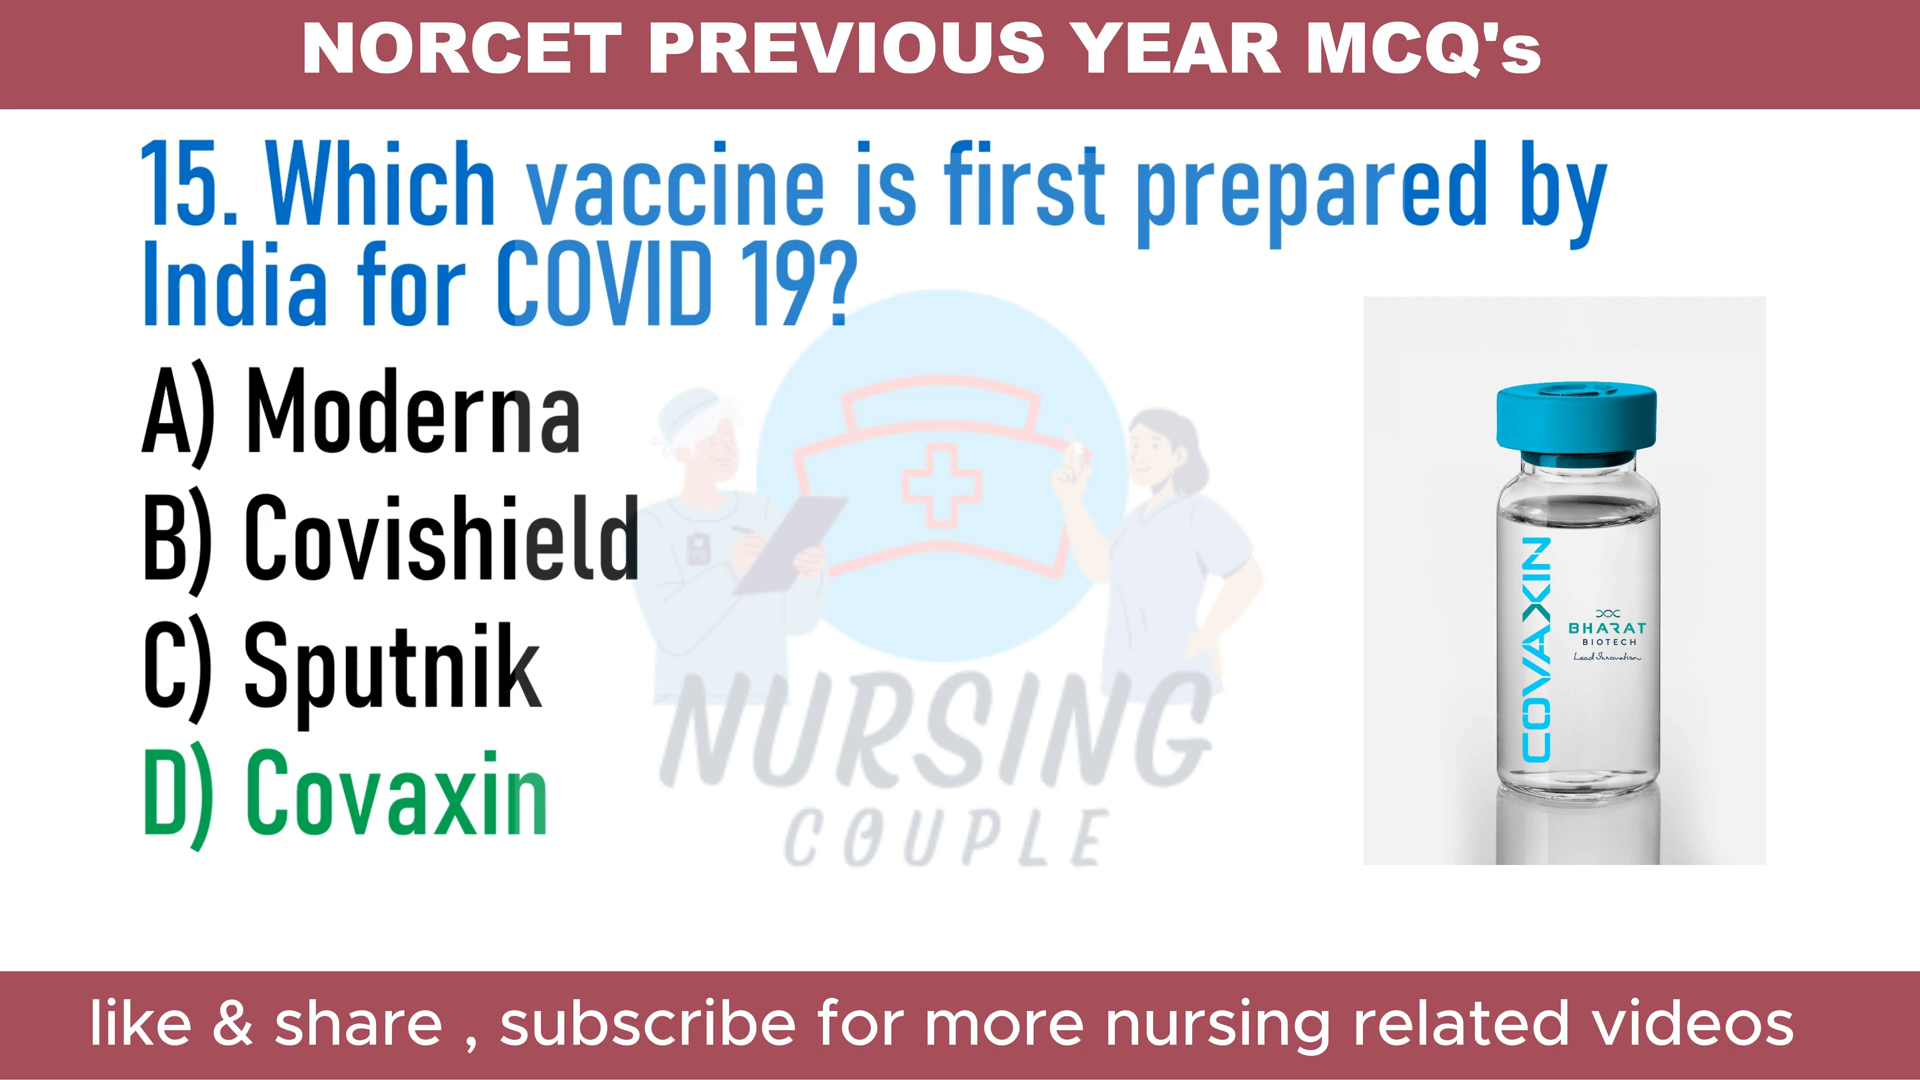 NORCET PREVIOUS YEAR MCQ's
15. Which vaccine is first prepared by
India for COVID 19?
A) Moderna
B) Covishield
C) Sputnik
D) Covaxin
NURSING
COUPLE
COVAXIN
BHARAT
BIOTECH
Lead Innovation
like & share , subscribe for more nursing related videos